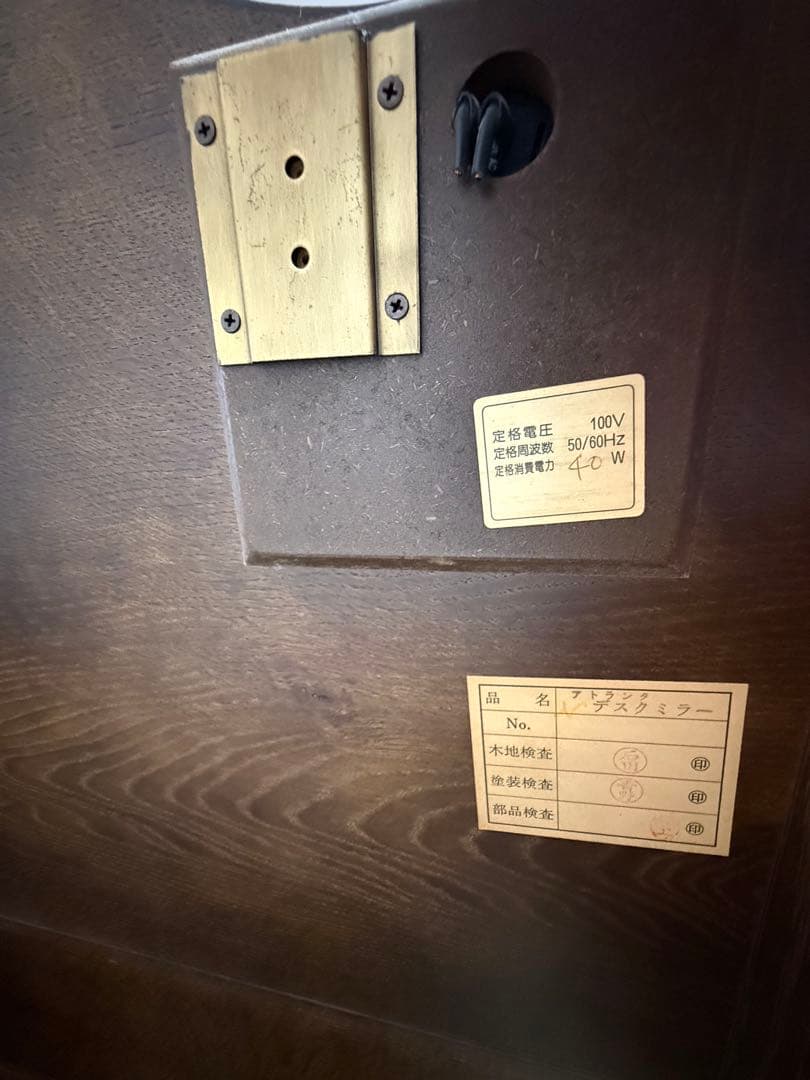 定格電圧 100V
定格周波数 50/60Hz
定格消費電力 40 W
品名 アトランタ デスクミラー
No.
木地検査 印
塗装検査 印
部品検査 印